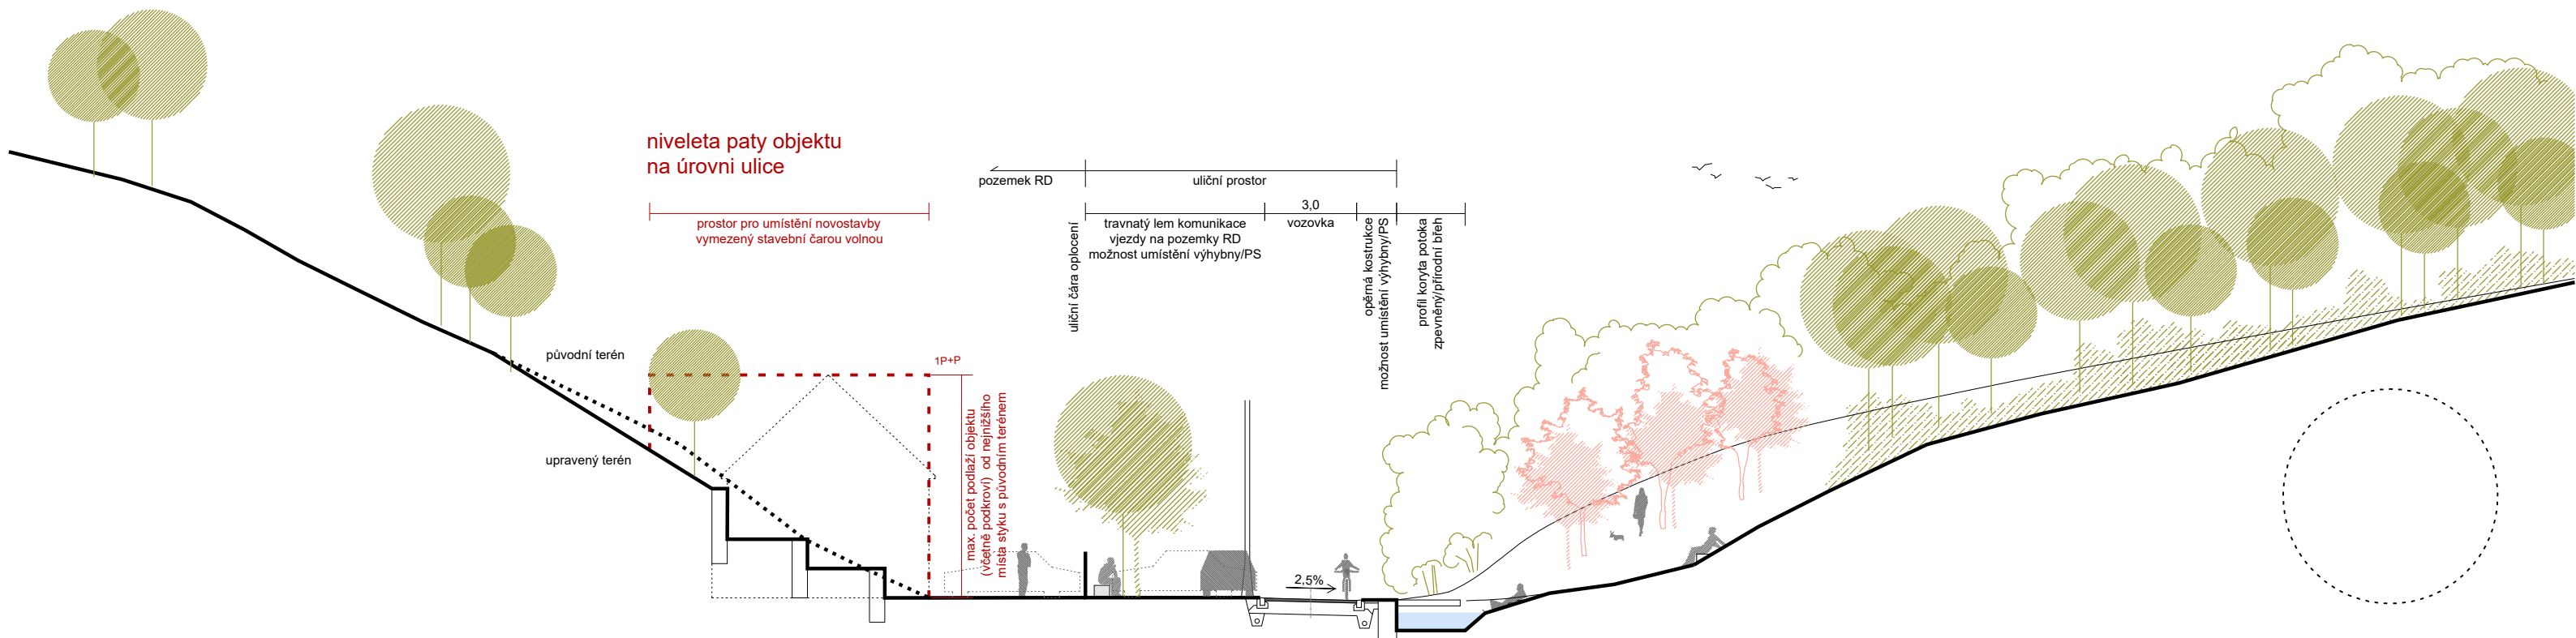 niveleta paty objektu
na úrovni ulice
pozemek RD
uliční prostor
prostor pro umístění novostavby
vymezený stavební čarou volnou
uliční čára oplocení
travnatý lem komunikace
vjezdy na pozemky RD
možnost umístění výhybny/PS
3,0
vozovka
opěrná kostrukce
možnost umístění výhybny/PS
profil koryta potoka
zpevněný/přírodní břeh
původní terén
upravený terén
1P+P
max. počet podlaží objektu
(včetně podkroví) od nejnižšího
místa styku s původním terénem
2,5%